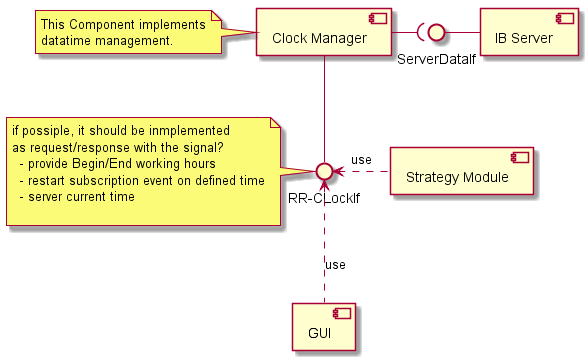 This Component implements
datatime management.
Clock Manager
ServerDataIf
IB Server
if possiple, it should be inmplemented
as request/response with the signal?
- provide Begin/End working hours
- restart subscription event on defined time
- server current time
use
Strategy Module
RR-CLockIf
use
GUI